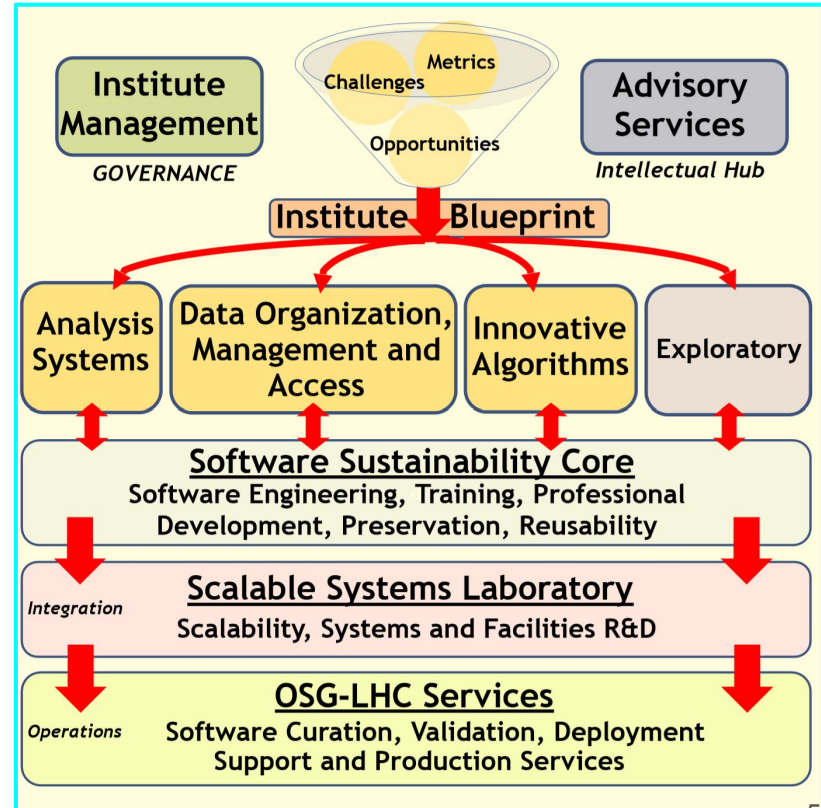 Institute
Management
GOVERNANCE
Metrics
Challenges
Opportunities
Advisory
Services
Intellectual Hub
Institute Blueprint
Analysis
Systems
Data Organization,
Management and
Access
Innovative
Algorithms
Exploratory
Software Sustainability Core
Software Engineering, Training, Professional
Development, Preservation, Reusability
Integration
Scalable Systems Laboratory
Scalability, Systems and Facilities R&D
Operations
OSG-LHC Services
Software Curation, Validation, Deployment
Support and Production Services